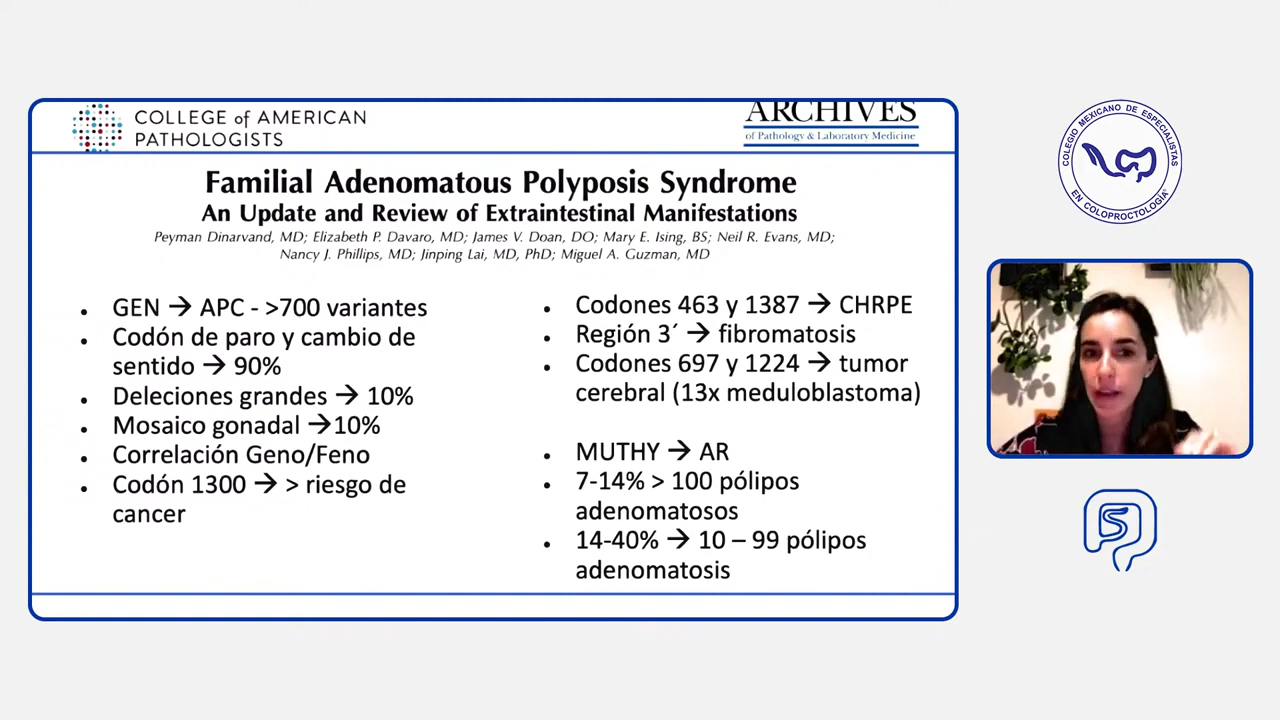 COLLEGE of AMERICAN
PATHOLOGISTS
ARCHIVES
of Pathology & Laboratory Medicine
Familial Adenomatous Polyposis Syndrome
An Update and Review of Extraintestinal Manifestations
Peyman Dinarvand, MD; Elizabeth P. Davaro, MD; James V. Doan, DO; Mary E. Ising, BS; Neil R. Evans, MD;
Nancy J. Phillips, MD; Jinping Lai, MD, PhD; Miguel A. Guzman, MD
• GEN → APC - >700 variantes
• Codón de paro y cambio de
sentido → 90%
• Deleciones grandes → 10%
• Mosaico gonadal →10%
• Correlación Geno/Feno
• Codón 1300 → > riesgo de
cancer
• Codones 463 y 1387 → CHRPE
• Región 3´ → fibromatosis
• Codones 697 y 1224 → tumor
cerebral (13x meduloblastoma)
• MUTHY → AR
• 7-14% > 100 pólipos
adenomatosos
• 14-40% → 10 – 99 pólipos
adenomatosis
COLEGIO MEXICANO DE ESPECIALISTAS
EN COLOPROCTOLOGÍA